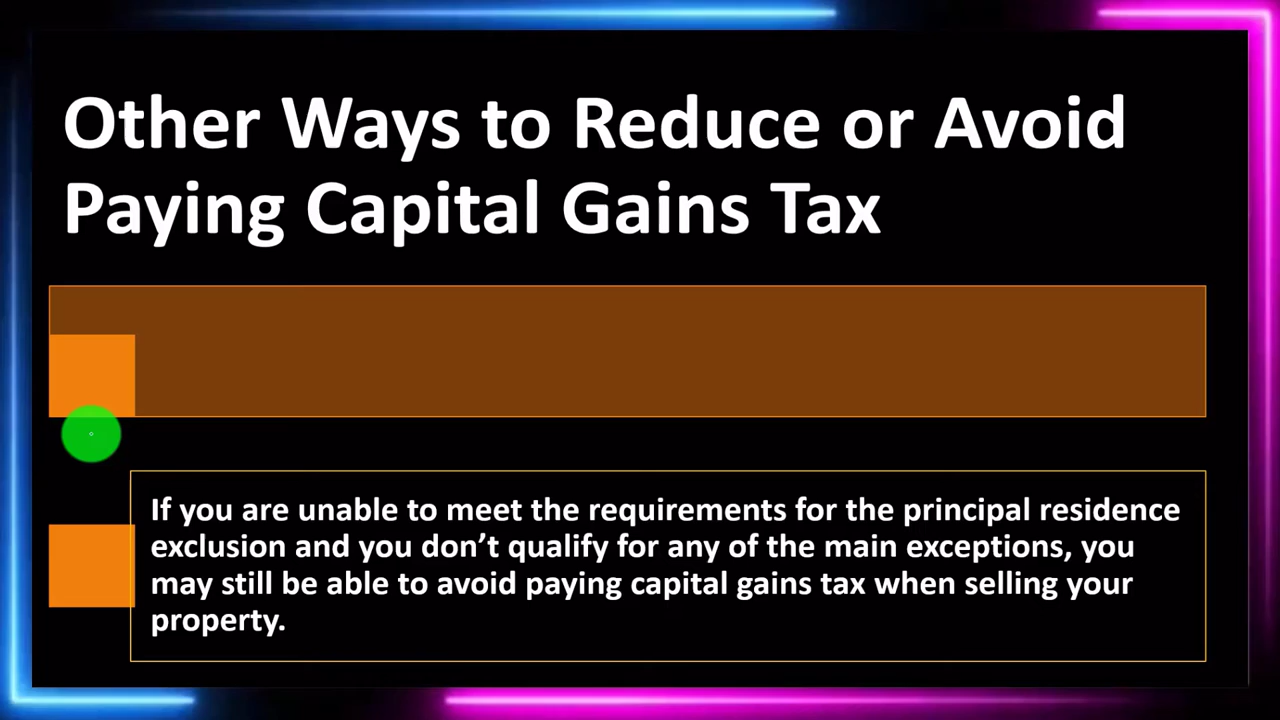 Other Ways to Reduce or Avoid
Paying Capital Gains Tax
If you are unable to meet the requirements for the principal residence
exclusion and you don’t qualify for any of the main exceptions, you
may still be able to avoid paying capital gains tax when selling your
property.